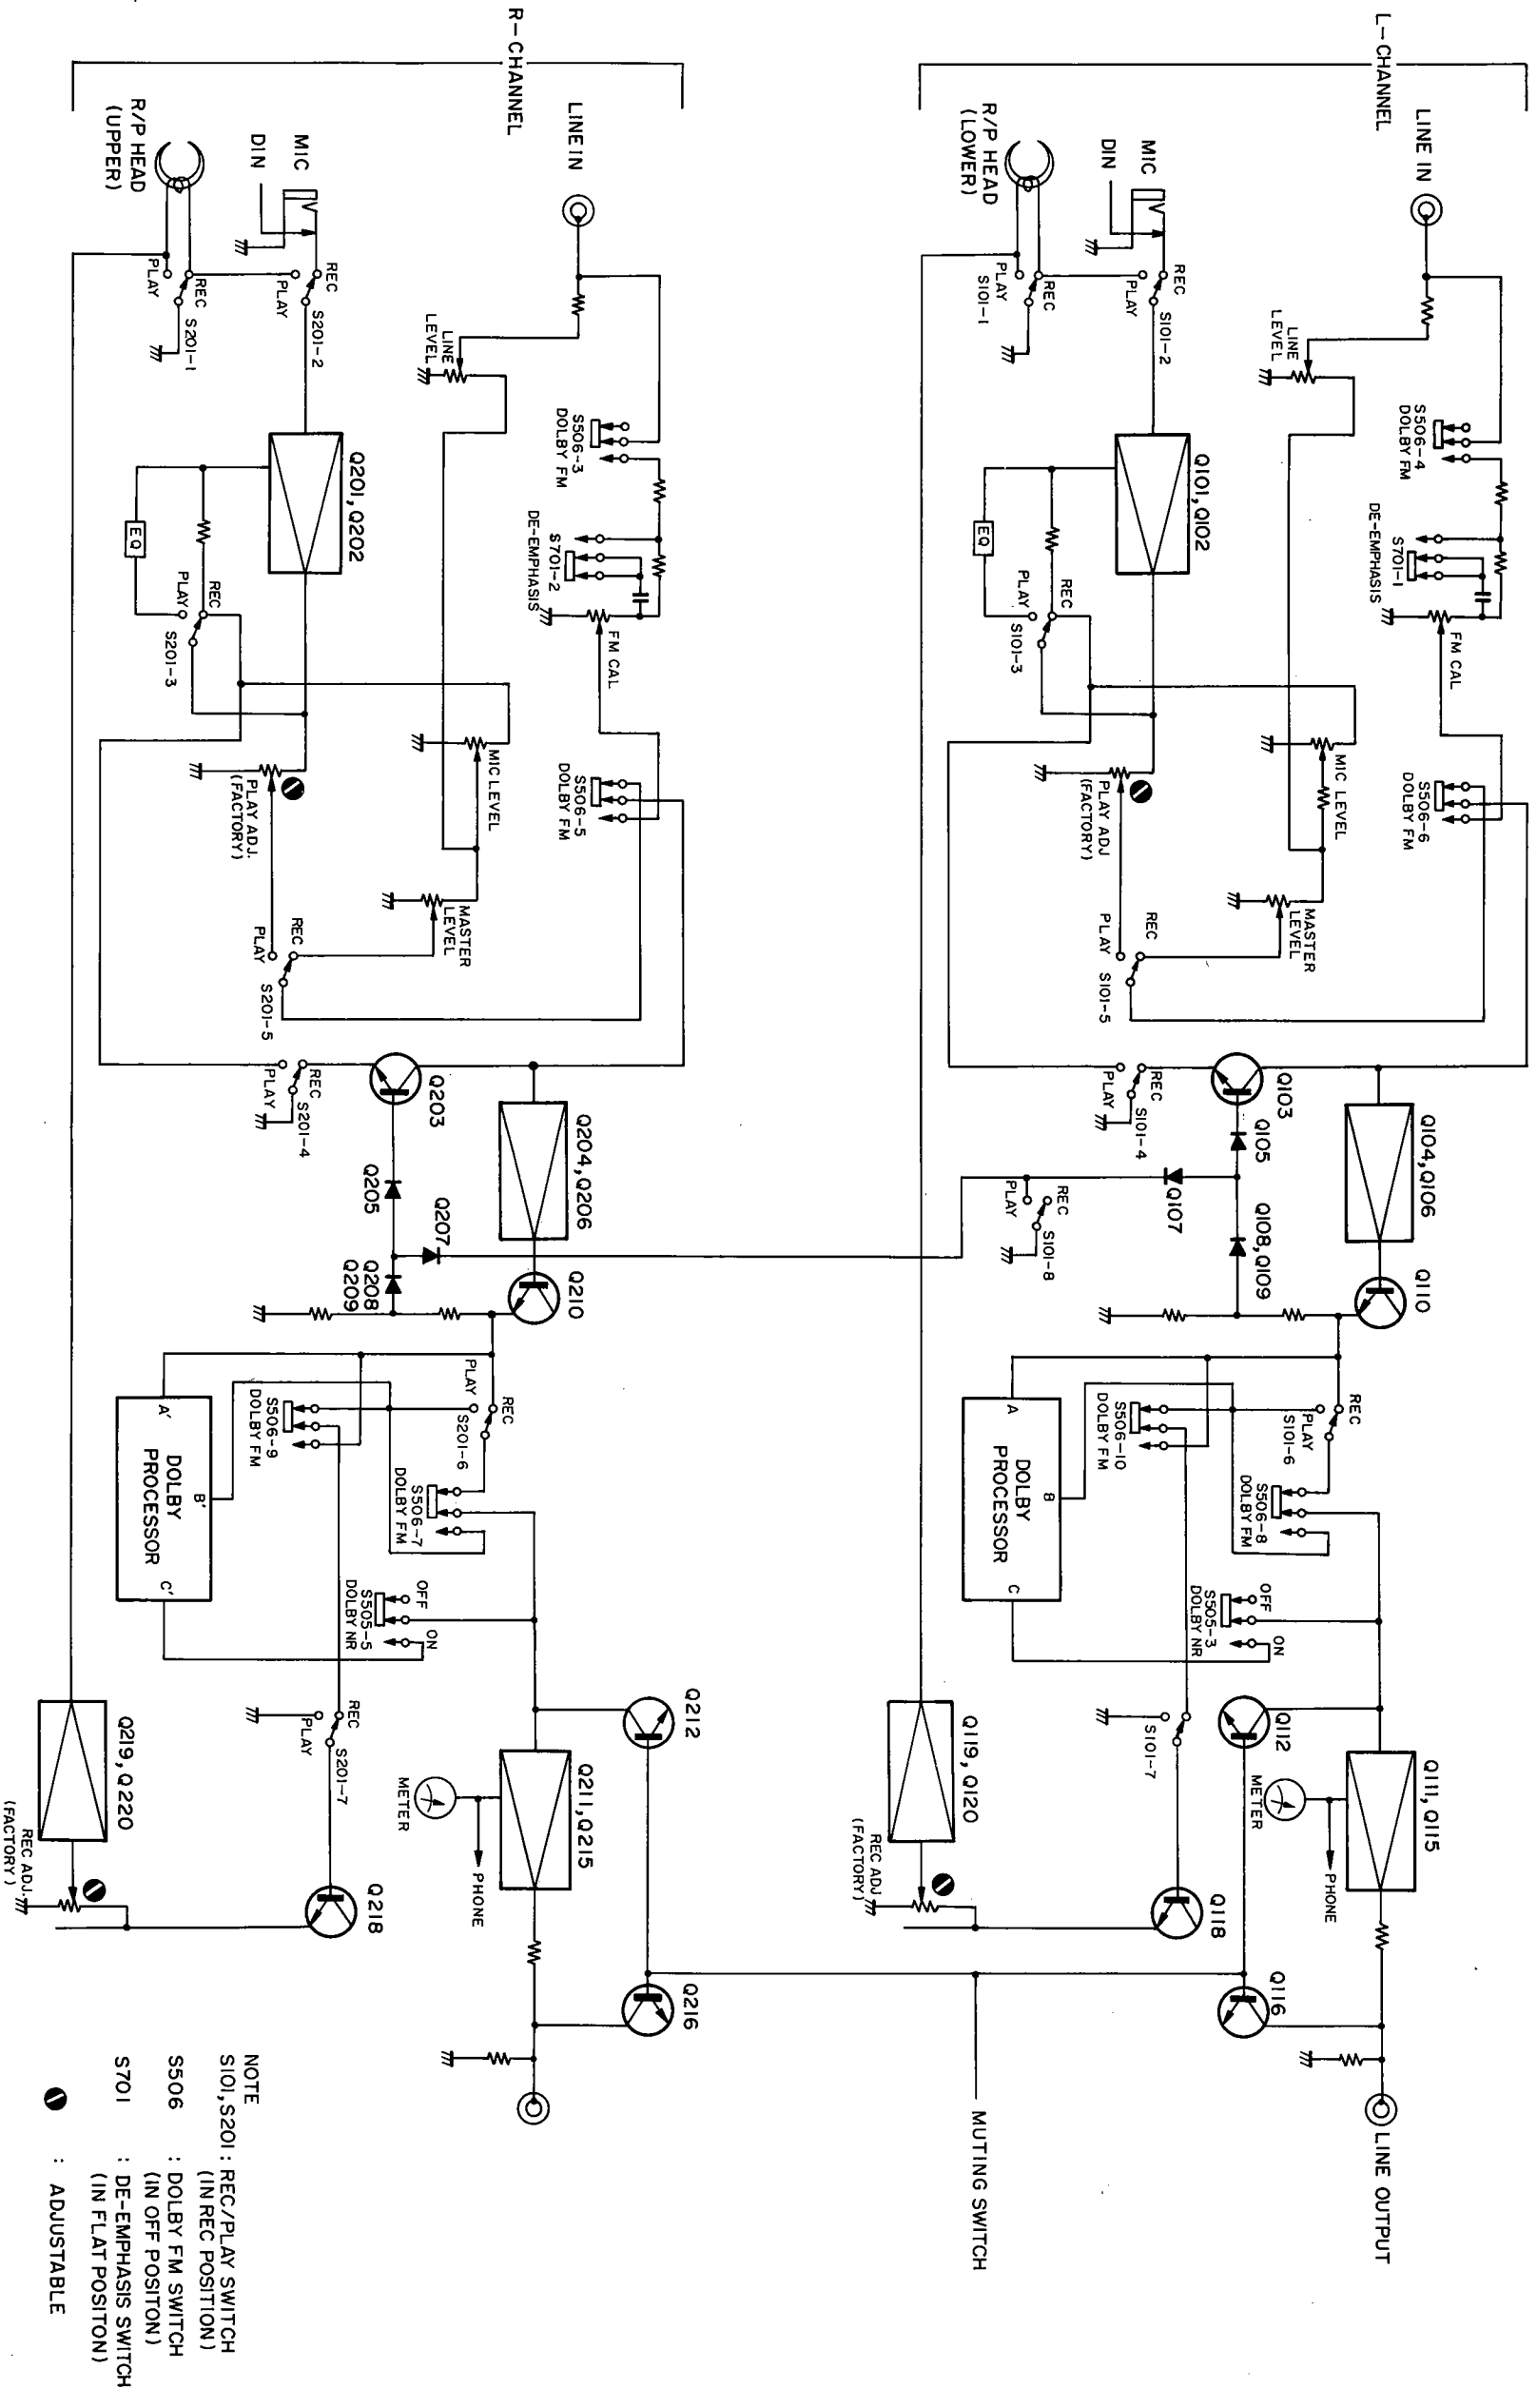 L-CHANNEL
LINE IN
S506-4
DOLBY FM
S701-1
DE-EMPHASIS
FM CAL
S506-6
DOLBY FM
LINE
LEVEL
MIC LEVEL
MASTER
LEVEL
MIC
DIN
REC
PLAY
S101-2
Q101,Q102
R/P HEAD
(LOWER)
PLAY
REC
S101-1
EQ
REC
PLAY
S101-3
PLAY ADJ
(FACTORY)
REC
PLAY
S101-5
Q103
REC
PLAY
S101-4
Q104,Q106
Q105
Q107
Q108,Q109
REC
PLAY
S101-8
Q110
REC
PLAY
S101-6
S506-8
DOLBY FM
S506-10
DOLBY FM
A
B
C
DOLBY
PROCESSOR
OFF
ON
S505-3
DOLBY NR
Q112
Q111,Q115
METER
PHONE
S101-7
Q119,Q120
REC ADJ
(FACTORY)
Q118
Q116
LINE OUTPUT
MUTING SWITCH
R-CHANNEL
LINE IN
S506-3
DOLBY FM
S701-2
DE-EMPHASIS
FM CAL
S506-5
DOLBY FM
LINE
LEVEL
MIC LEVEL
MASTER
LEVEL
MIC
DIN
REC
PLAY
S201-2
Q201,Q202
R/P HEAD
(UPPER)
PLAY
REC
S201-1
EQ
REC
PLAY
S201-3
PLAY ADJ.
(FACTORY)
REC
PLAY
S201-5
Q203
REC
PLAY
S201-4
Q204,Q206
Q205
Q207
Q208
Q209
Q210
REC
PLAY
S201-6
S506-7
DOLBY FM
S506-9
DOLBY FM
A'
B'
C'
DOLBY
PROCESSOR
OFF
ON
S505-5
DOLBY NR
Q212
Q211,Q215
METER
PHONE
REC
PLAY
S201-7
Q219,Q220
REC ADJ.
(FACTORY)
Q218
Q216
NOTE
S101,S201 : REC/PLAY SWITCH
(IN REC POSITION)
S506 : DOLBY FM SWITCH
(IN OFF POSITON)
S701 : DE-EMPHASIS SWITCH
(IN FLAT POSITON)
: ADJUSTABLE